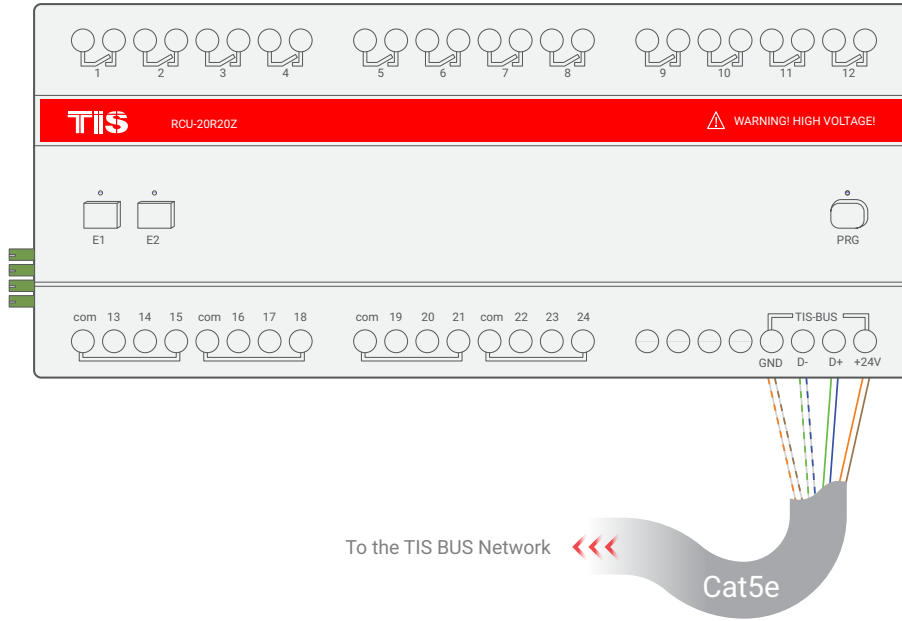 1 2 3 4 5 6 7 8 9 10 11 12
TiS RCU-20R20Z WARNING! HIGH VOLTAGE!
E1 E2 PRG
com 13 14 15 com 16 17 18 com 19 20 21 com 22 23 24 TIS-BUS
GND D- D+ +24V
To the TIS BUS Network
Cat5e